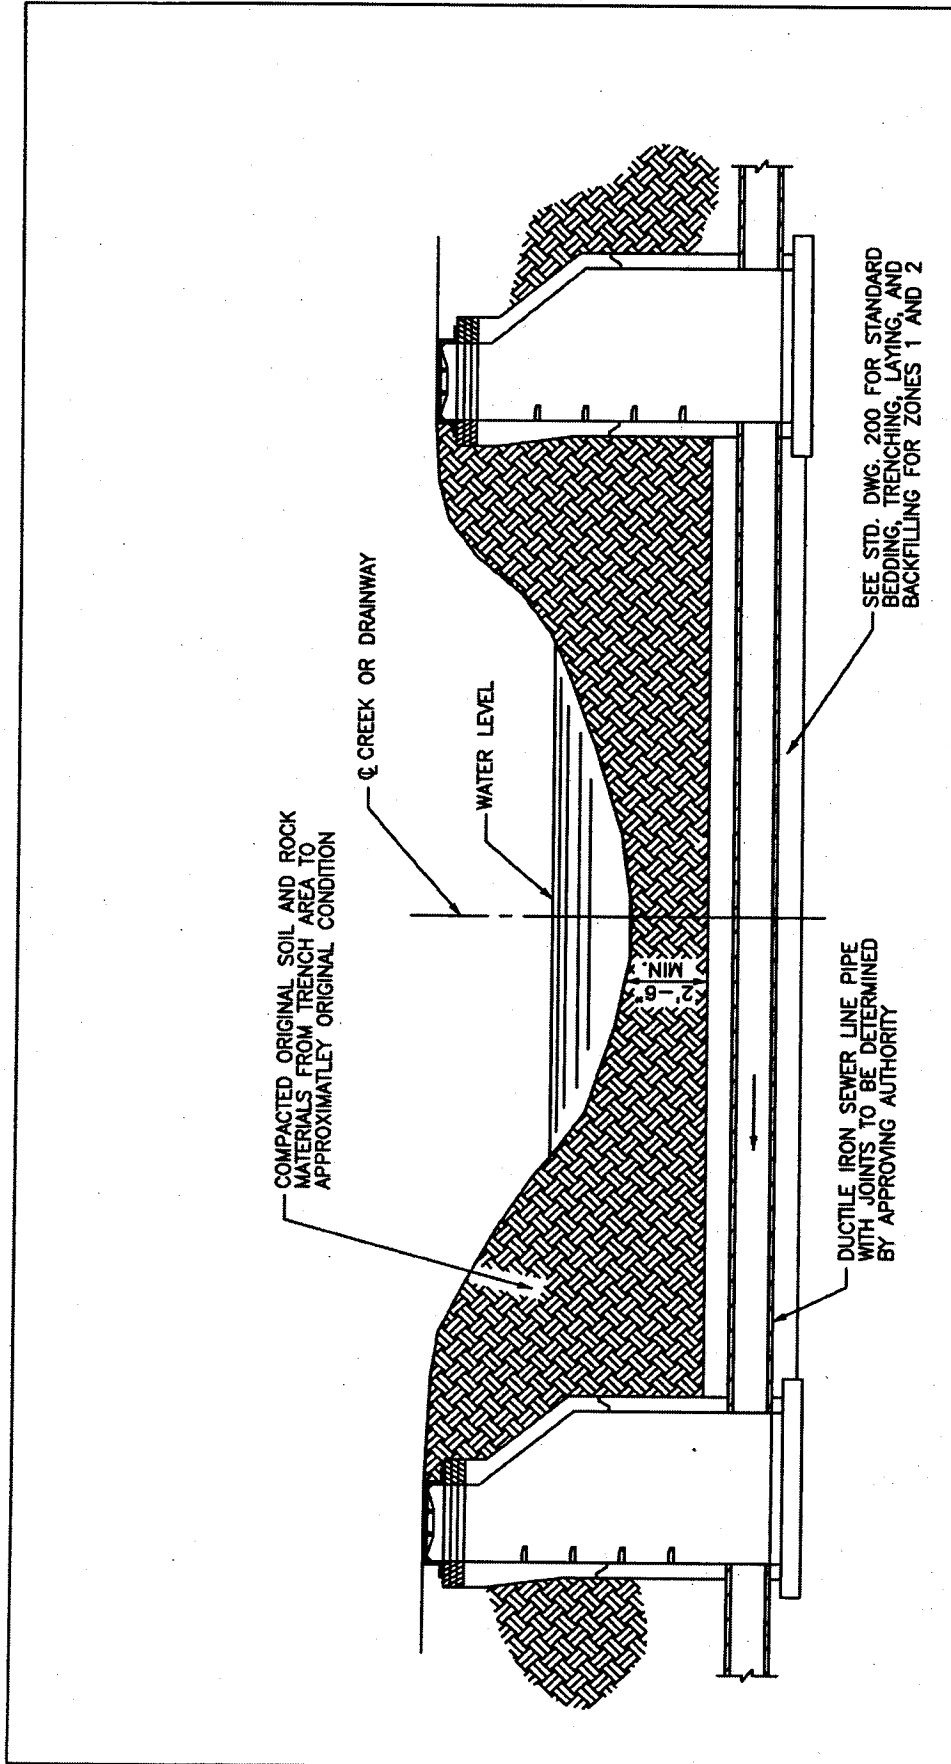 COMPACTED ORIGINAL SOIL AND ROCK
MATERIALS FROM TRENCH AREA TO
APPROXIMATLEY ORIGINAL CONDITION
℄ CREEK OR DRAINWAY
WATER LEVEL
2'-6"
MIN.
DUCTILE IRON SEWER LINE PIPE
WITH JOINTS TO BE DETERMINED
BY APPROVING AUTHORITY
SEE STD. DWG. 200 FOR STANDARD
BEDDING, TRENCHING, LAYING, AND
BACKFILLING FOR ZONES 1 AND 2